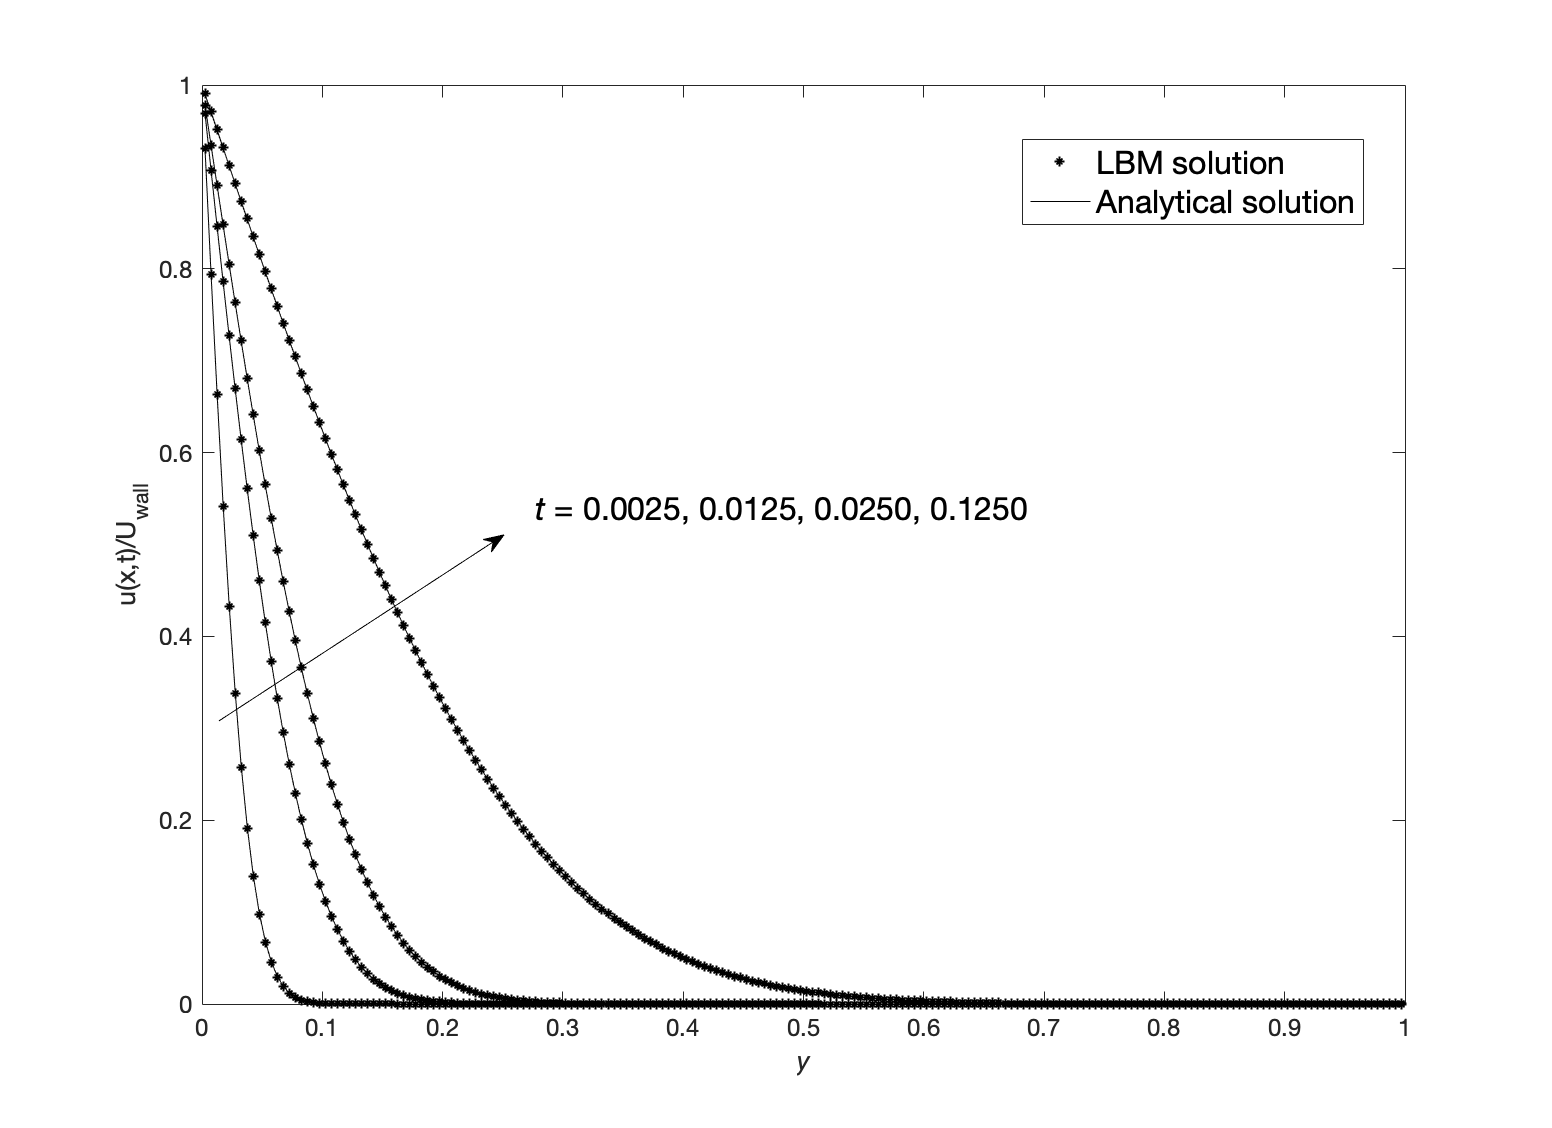 1
0.8
0.6
0.4
0.2
0
u(x,t)/U_wall
LBM solution
Analytical solution
t = 0.0025, 0.0125, 0.0250, 0.1250
0 0.1 0.2 0.3 0.4 0.5 0.6 0.7 0.8 0.9 1
y